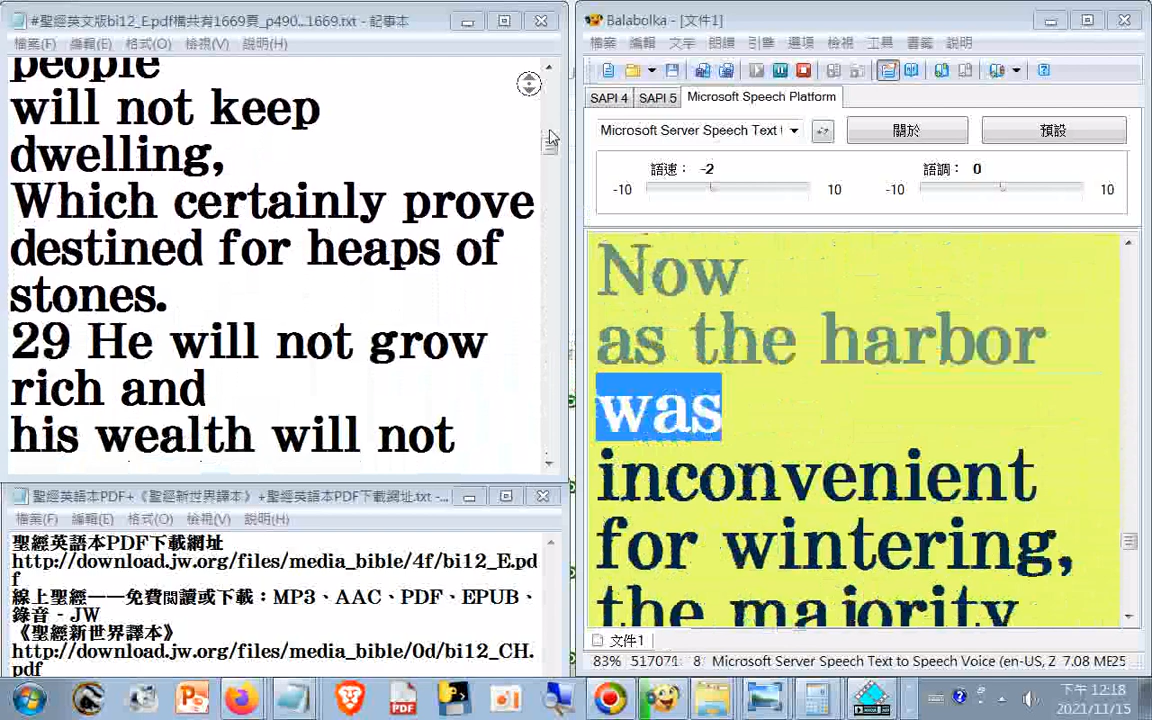 #聖經英文版bi12_E.pdf檔共有1669頁_p490...1669.txt - 記事本
檔案(F) 編輯(E) 格式(O) 檢視(V) 說明(H)
people
will not keep
dwelling,
Which certainly prove
destined for heaps of
stones.
29 He will not grow
rich and
his wealth will not
聖經英語本PDF+《聖經新世界譯本》+聖經英語本PDF下載網址.txt -...
檔案(F) 編輯(E) 格式(O) 檢視(V) 說明(H)
聖經英語本PDF下載網址
http://download.jw.org/files/media_bible/4f/bi12_E.pd
f
線上聖經——免費閱讀或下載：MP3、AAC、PDF、EPUB、
錄音 - JW
《聖經新世界譯本》
http://download.jw.org/files/media_bible/0d/bi12_CH.
pdf
Balabolka - [文件1]
檔案 編輯 文字 朗讀 引擎 選項 檢視 工具 書籤 說明
SAPI 4 SAPI 5 Microsoft Speech Platform
Microsoft Server Speech Text 關於 預設
語速： -2 語調： 0
-10 10 -10 10
Now
as the harbor
was
inconvenient
for wintering,
the majority
文件1
83% 517071: 8 Microsoft Server Speech Text to Speech Voice (en-US, Z 7.08 ME25
下午 12:18
2021/11/15